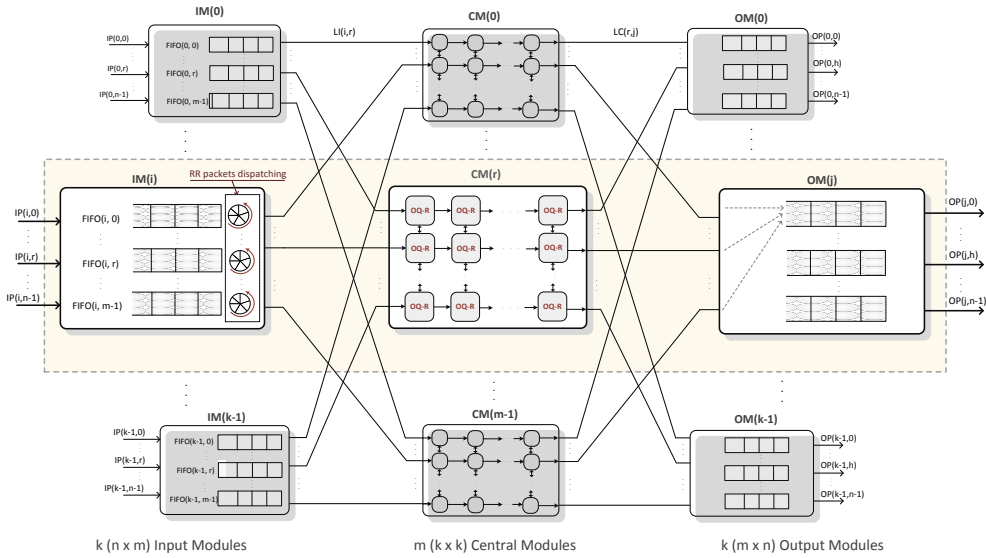 IM(0)
CM(0)
OM(0)
IP(0,0)
IP(0,r)
IP(0,n-1)
FIFO(0, 0)
FIFO(0, r)
FIFO(0, m-1)
LI(i,r)
LC(r,j)
OP(0,0)
OP(0,h)
OP(0,n-1)
RR packets dispatching
IM(i)
CM(r)
OM(j)
IP(i,0)
IP(i,r)
IP(i,n-1)
FIFO(i, 0)
FIFO(i, r)
FIFO(i, m-1)
OQ-R OQ-R OQ-R
OQ-R OQ-R OQ-R
OQ-R OQ-R OQ-R
OP(j,0)
OP(j,h)
OP(j,n-1)
IM(k-1)
CM(m-1)
OM(k-1)
IP(k-1,0)
IP(k-1,r)
IP(k-1,n-1)
FIFO(k-1, 0)
FIFO(k-1, r)
FIFO(k-1, m-1)
OP(k-1,0)
OP(k-1,h)
OP(k-1,n-1)
k (n x m) Input Modules
m (k x k) Central Modules
k (m x n) Output Modules